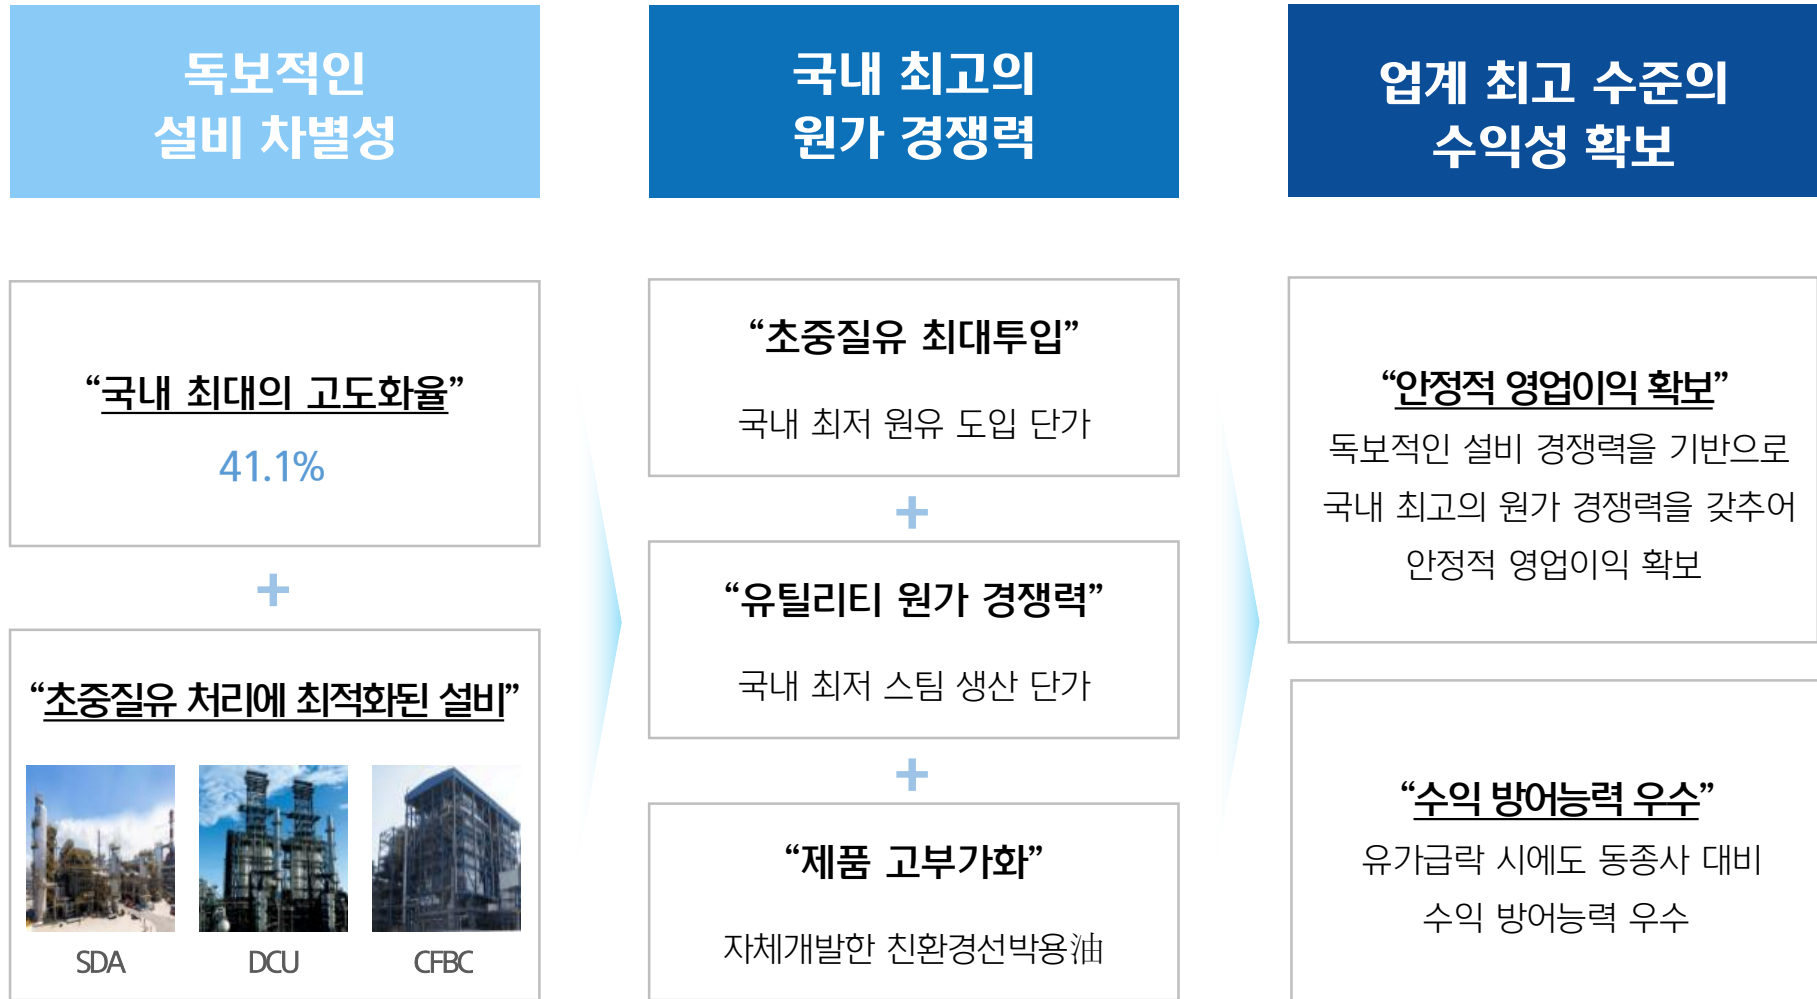 독보적인
설비 차별성
“국내 최대의 고도화율”
41.1%
+
“초중질유 처리에 최적화된 설비”
SDA
DCU
CFBC
국내 최고의
원가 경쟁력
“초중질유 최대투입”
국내 최저 원유 도입 단가
+
“유틸리티 원가 경쟁력”
국내 최저 스팀 생산 단가
+
“제품 고부가화”
자체개발한 친환경선박용油
업계 최고 수준의
수익성 확보
“안정적 영업이익 확보”
독보적인 설비 경쟁력을 기반으로
국내 최고의 원가 경쟁력을 갖추어
안정적 영업이익 확보
“수익 방어능력 우수”
유가급락 시에도 동종사 대비
수익 방어능력 우수